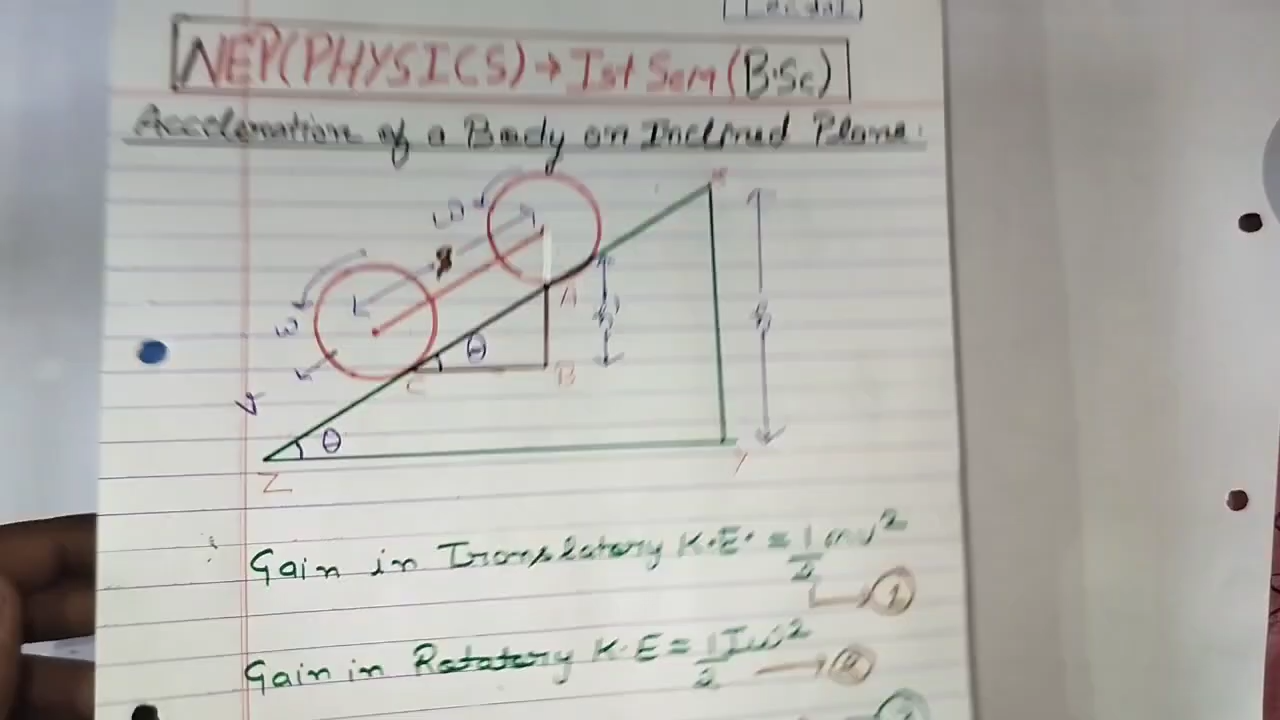 NEP(PHYSICS)→Ist Sem (B.Sc)
Acceleration of a Body on Inclined Plane.
ω
s
A
h'
h
ω
θ
C
B
v
θ
Z
Y
Gain in Translatory K.E. = 1/2 mv²
→①
Gain in Rotatory K.E = 1/2 Iω² →②